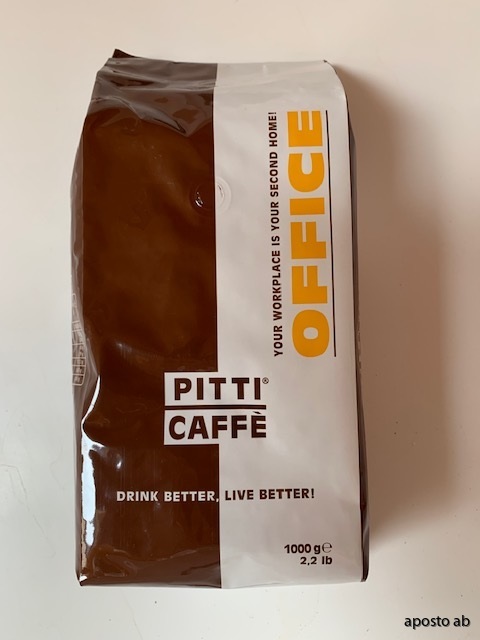 YOUR WORKPLACE IS YOUR SECOND HOME!
OFFICE
PITTI®
CAFFÈ
DRINK BETTER, LIVE BETTER!
1000 g℮
2,2 lb
aposto ab